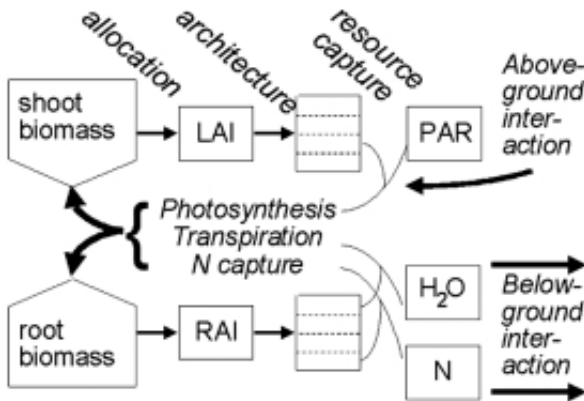 allocation
architecture
resource
capture
Above-
ground
inter-
action
shoot
biomass
LAI
PAR
Photosynthesis
Transpiration
N capture
root
biomass
RAI
H₂O
N
Below-
ground
inter-
action